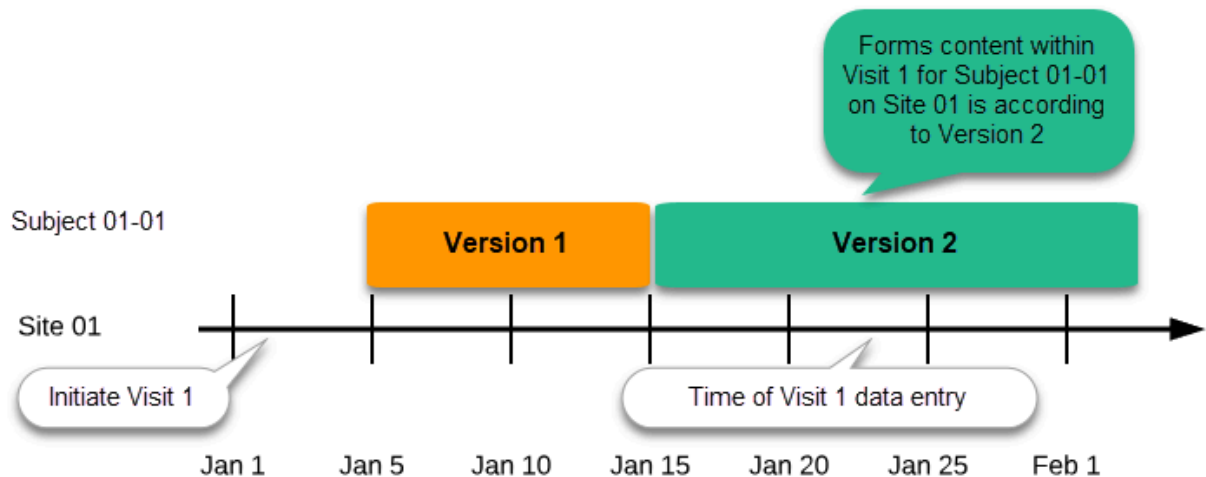 Forms content within
Visit 1 for Subject 01-01
on Site 01 is according
to Version 2
Subject 01-01
Version 1
Version 2
Site 01
Initiate Visit 1
Time of Visit 1 data entry
Jan 1
Jan 5
Jan 10
Jan 15
Jan 20
Jan 25
Feb 1